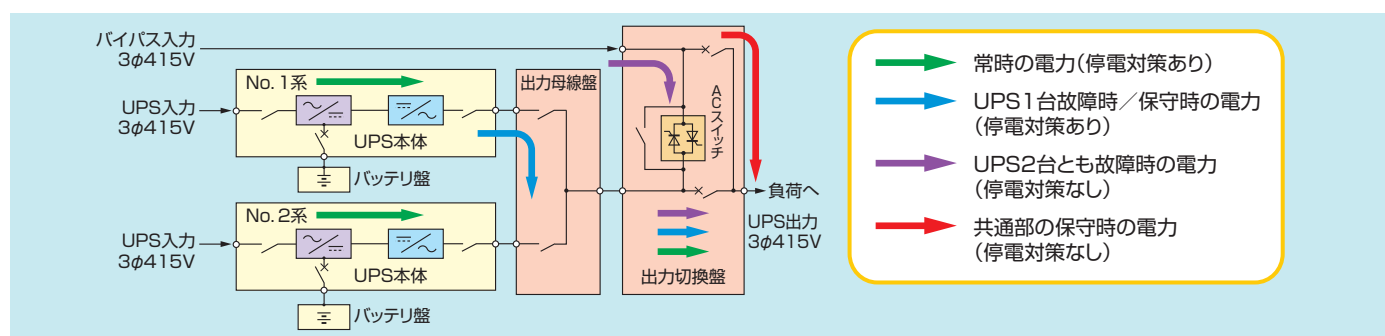 バイパス入力
3φ415V
No.1系
UPS入力
3φ415V
UPS本体
バッテリ盤
No.2系
UPS入力
3φ415V
UPS本体
バッテリ盤
出力母線盤
ACスイッチ
出力切換盤
負荷へ
UPS出力
3φ415V
常時の電力(停電対策あり)
UPS1台故障時/保守時の電力
(停電対策あり)
UPS2台とも故障時の電力
(停電対策なし)
共通部の保守時の電力
(停電対策なし)